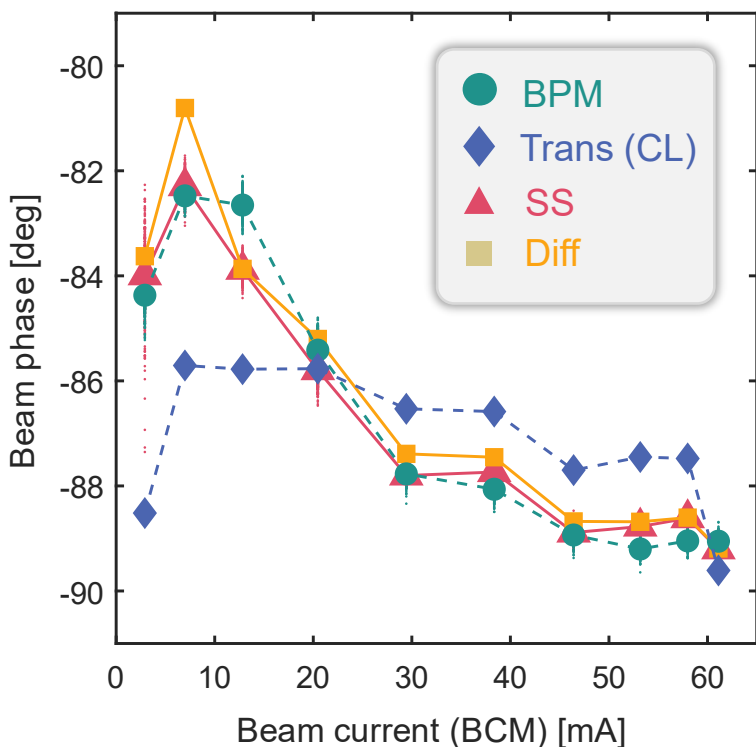 -80
-82
-84
-86
-88
-90
Beam phase [deg]
BPM
Trans (CL)
SS
Diff
0 10 20 30 40 50 60
Beam current (BCM) [mA]